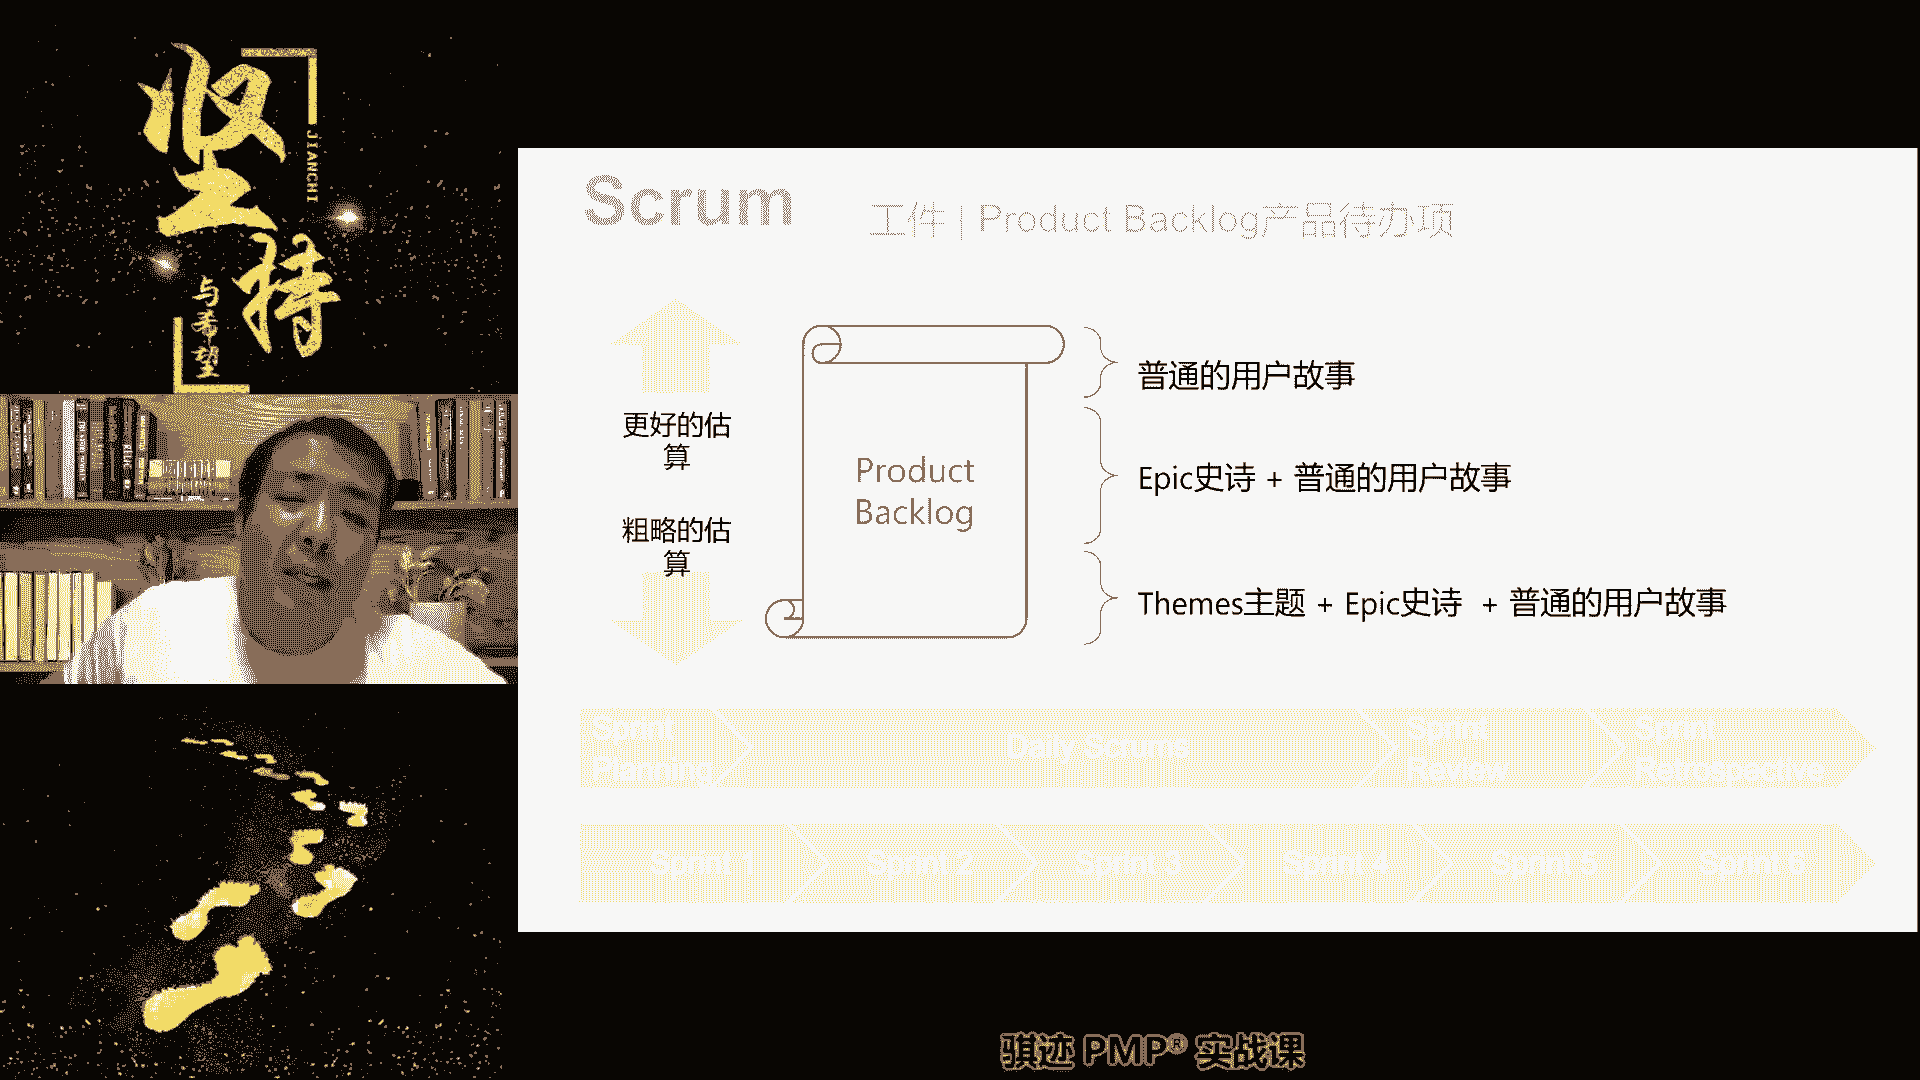 坚持
JIANCHI
与希望
Scrum
工件 | Product Backlog产品待办项
更好的估
算
粗略的估
算
Product
Backlog
普通的用户故事
Epic史诗 + 普通的用户故事
Themes主题 + Epic史诗 + 普通的用户故事
Sprint
Planning
Daily Scrums
Sprint
Review
Sprint
Retrospective
Sprint 1
Sprint 2
Sprint 3
Sprint 4
Sprint 5
Sprint 6
骐迹 PMP® 实战课